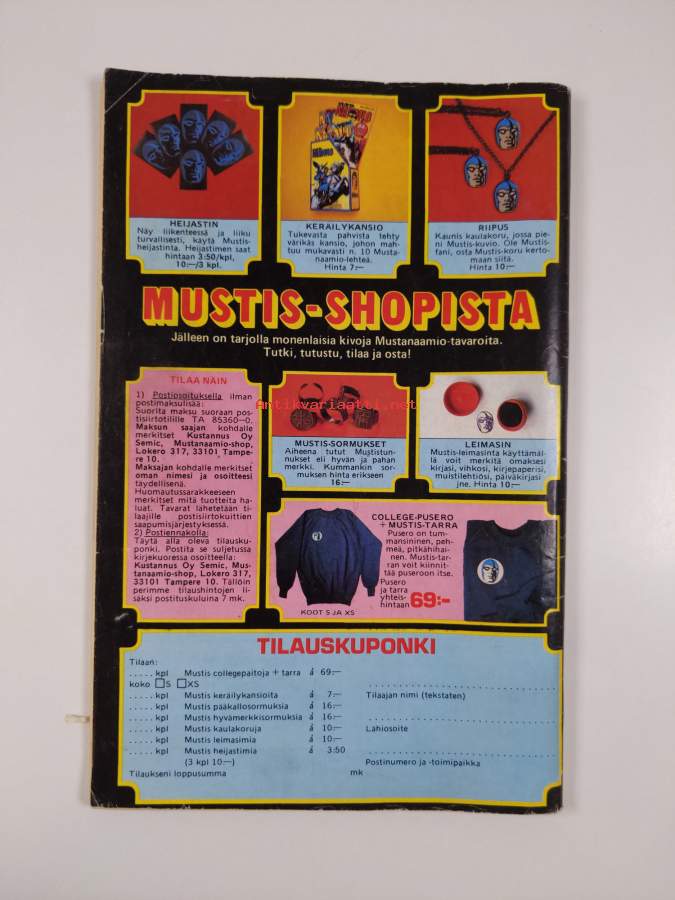 HEIJASTIN
Näy liikenteessä ja liiku
turvallisesti, käytä Mustis-
heijastinta. Heijastimen saat
hintaan 3:50/kpl,
10:—/3 kpl.
KERÄILYKANSIO
Tukevasta pahvista tehty
värikäs kansio, johon mah-
tuu mukavasti n. 10 Musta-
naamio-lehteä.
Hinta 7:—
RIIPUS
Kaunis kaulakoru, jossa pie-
ni Mustis-kuvio. Ole Mustis-
fani, osta Mustis-koru kerto-
maan siitä.
Hinta 10:—
MUSTIS-SHOPISTA
Jälleen on tarjolla monenlaisia kivoja Mustanaamio-tavaroita.
Tutki, tutustu, tilaa ja osta!
TILAA NÄIN
1) Postiosoituksella ilman
postimaksulisää:
Suorita maksu suoraan pos-
tisiirtotilille TA 85360—0.
Maksun saajan kohdalle
merkitset Kustannus Oy
Semic, Mustanaamio-shop,
Lokero 317, 33101 Tampe-
re 10.
Maksajan kohdalle merkitset
oman nimesi ja osoitteesi
täydellisenä.
Huomautussarakkeeseen
merkitset mitä tuotteita ha-
luat. Tavarat lähetetään ti-
laajille postisiirtokuittien
saapumisjärjestyksessä.
2) Postiennakolla:
Täytä alla oleva tilausku-
ponki. Postita se suljetussa
kirjekuoressa osoitteella:
Kustannus Oy Semic, Mus-
tanaamio-shop, Lokero 317,
33101 Tampere 10. Tällöin
perimme tilaushintojen li-
säksi postituskuluina 7 mk.
Antikvariaatti.net
MUSTIS-SORMUKSET
Aiheena tutut Mustistun-
nukset eli hyvän ja pahan
merkki. Kummankin sor-
muksen hinta erikseen
16:—
LEIMASIN
Mustis-leimasinta käyttämäl-
lä voit merkitä omaksesi
kirjasi, vihkosi, kirjepaperisi,
muistilehtiösi, päiväkirjasi
jne. Hinta 10:—
COLLEGE-PUSERO
+ MUSTIS-TARRA
Pusero on tum-
mansininen, peh-
meä, pitkähihai-
nen. Mustis-tar-
ran voit kiinnit-
tää puseroon itse.
Pusero
ja tarra
yhteis-
hintaan 69:—
KOOT S JA XS
TILAUSKUPONKI
Tilaan:
..... kpl Mustis collegepaitoja + tarra á 69:—
koko S XS
..... kpl Mustis keräilykansioita á 7:—
Tilaajan nimi (tekstaten)
..... kpl Mustis pääkallosormuksia á 16:—
..... kpl Mustis hyvämerkkisormuksia á 16:—
..... kpl Mustis kaulakoruja á 10:—
Lähiosoite
..... kpl Mustis leimasimia á 10:—
..... kpl Mustis heijastimia á 3:50
(3 kpl 10:—)
Postinumero ja -toimipaikka
Tilaukseni loppusumma mk